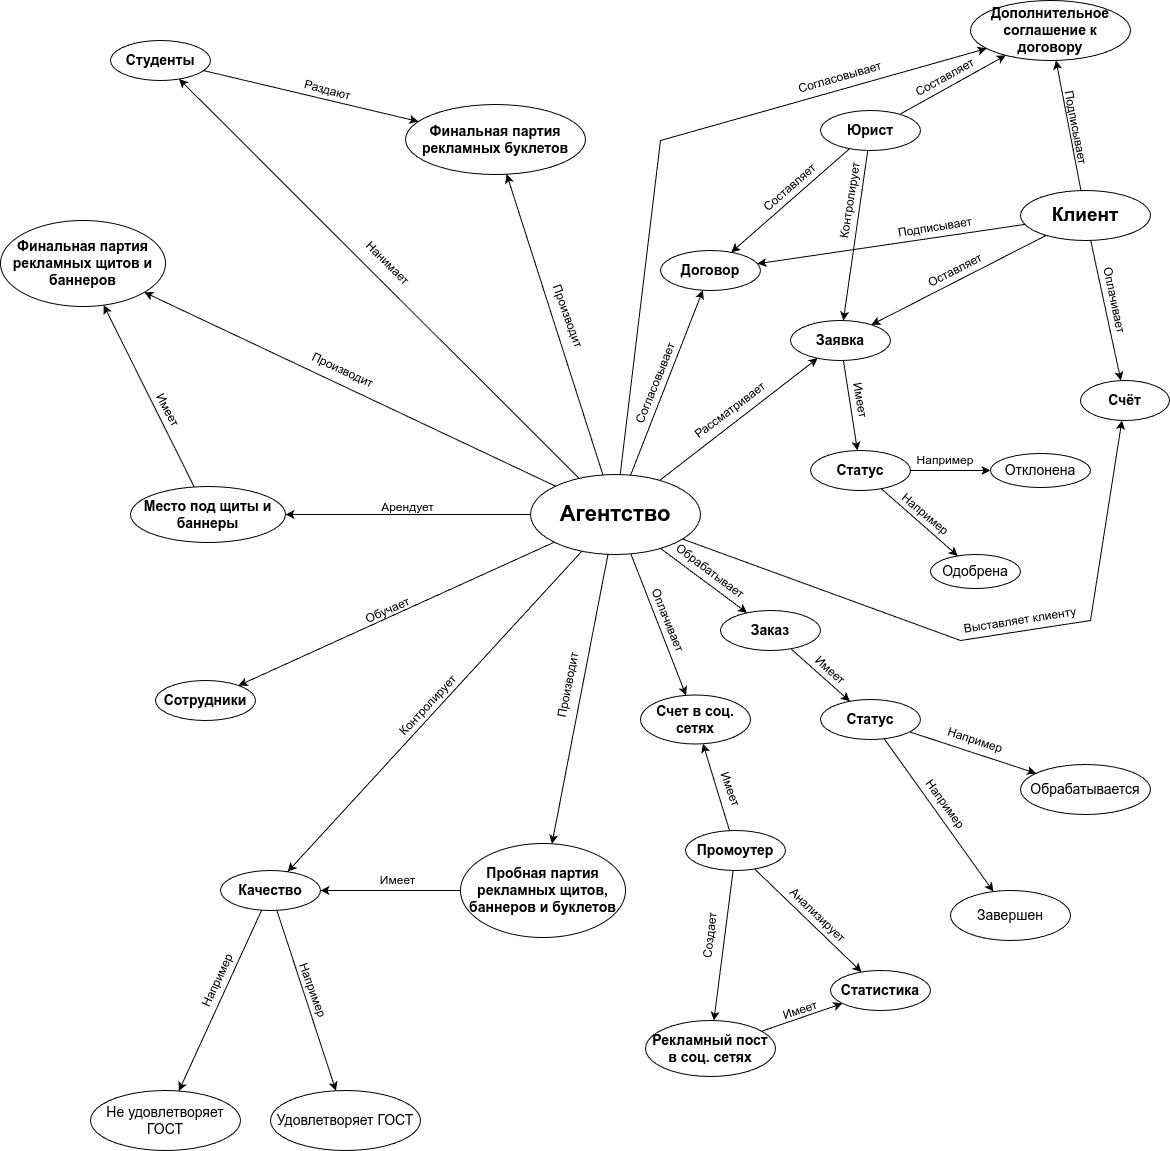 Дополнительное
соглашение к
договору
Студенты
Согласовывает
Составляет
Раздают
Финальная партия
рекламных буклетов
Юрист
Подписывает
Составляет
Контролирует
Клиент
Финальная партия
рекламных щитов и
баннеров
Нанимает
Подписывает
Договор
Оставляет
Оплачивает
Производит
Заявка
Производит
Согласовывает
Рассматривает
Имеет
Имеет
Счёт
Статус
Например
Отклонена
Место под щиты и
баннеры
Арендует
Агентство
Например
Одобрена
Обрабатывает
Обучает
Оплачивает
Заказ
Выставляет клиенту
Сотрудники
Контролирует
Производит
Имеет
Счет в соц.
сетях
Статус
Например
Обрабатывается
Имеет
Например
Промоутер
Качество
Имеет
Пробная партия
рекламных щитов,
баннеров и буклетов
Создает
Анализирует
Завершен
Например
Например
Статистика
Имеет
Рекламный пост
в соц. сетях
Не удовлетворяет
ГОСТ
Удовлетворяет ГОСТ